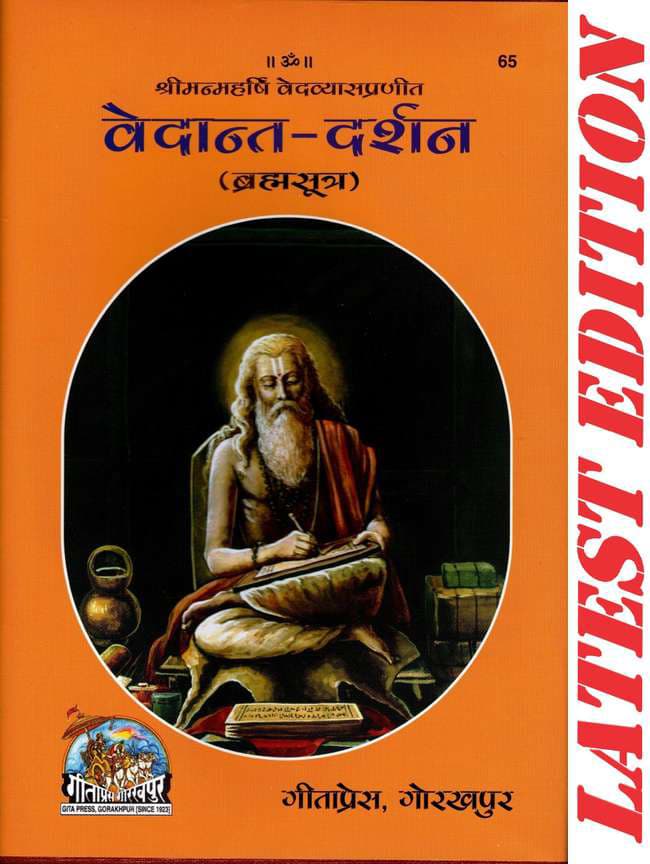 ॥ ॐ ॥
65
श्रीमन्महर्षि वेदव्यासप्रणीत
वेदान्त-दर्शन
(ब्रह्मसूत्र)
गीताप्रेस गोरखपुर
GITA PRESS, GORAKHPUR [SINCE 1923]
गीताप्रेस, गोरखपुर
LATEST EDITION